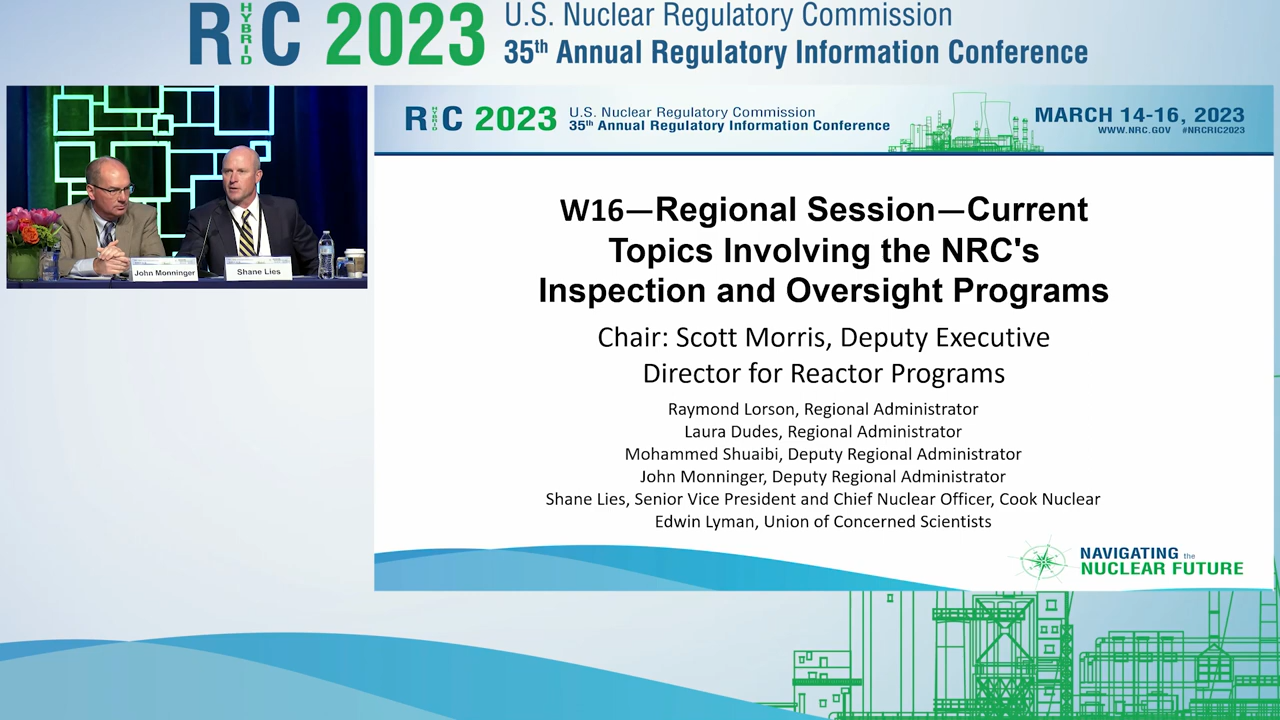 RIC 2023
HYBRID
U.S. Nuclear Regulatory Commission
35th Annual Regulatory Information Conference
John Monninger
Shane Lies
RIC 2023
U.S. Nuclear Regulatory Commission
35th Annual Regulatory Information Conference
MARCH 14-16, 2023
WWW.NRC.GOV #NRCRIC2023
W16—Regional Session—Current
Topics Involving the NRC's
Inspection and Oversight Programs
Chair: Scott Morris, Deputy Executive
Director for Reactor Programs
Raymond Lorson, Regional Administrator
Laura Dudes, Regional Administrator
Mohammed Shuaibi, Deputy Regional Administrator
John Monninger, Deputy Regional Administrator
Shane Lies, Senior Vice President and Chief Nuclear Officer, Cook Nuclear
Edwin Lyman, Union of Concerned Scientists
NAVIGATING the
NUCLEAR FUTURE